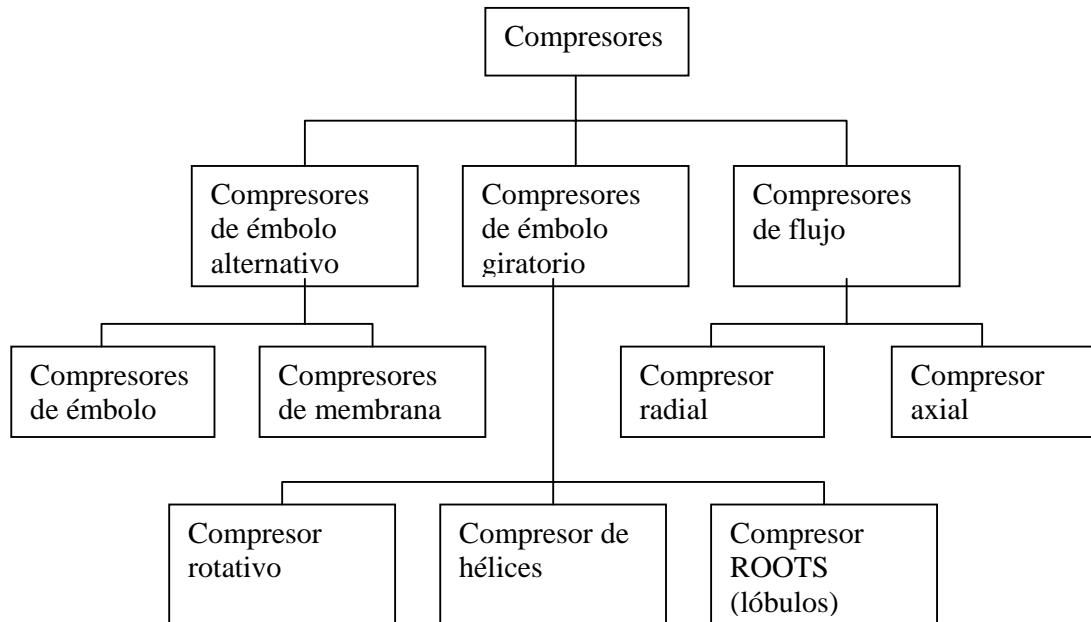 Compresores
Compresores
de émbolo
alternativo
Compresores
de émbolo
giratorio
Compresores
de flujo
Compresores
de émbolo
Compresores
de membrana
Compresor
radial
Compresor
axial
Compresor
rotativo
Compresor de
hélices
Compresor
ROOTS
(lóbulos)